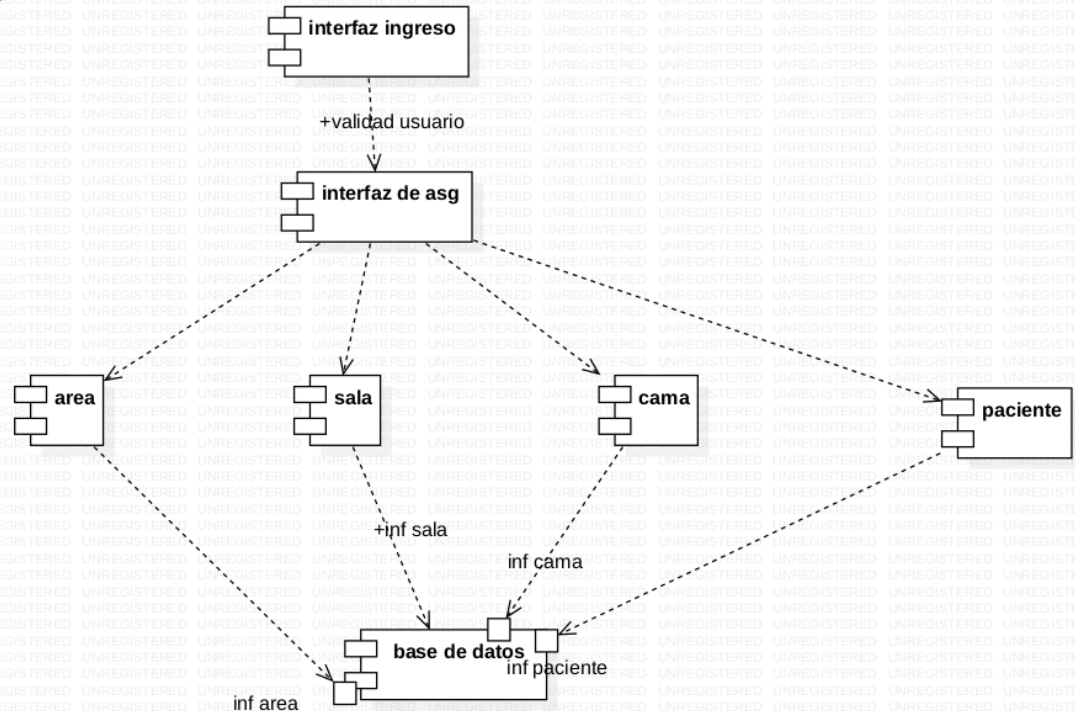 interfaz ingreso
+validad usuario
interfaz de asg
area
sala
cama
paciente
+inf sala
inf cama
base de datos
inf paciente
inf area
UNREGISTERED